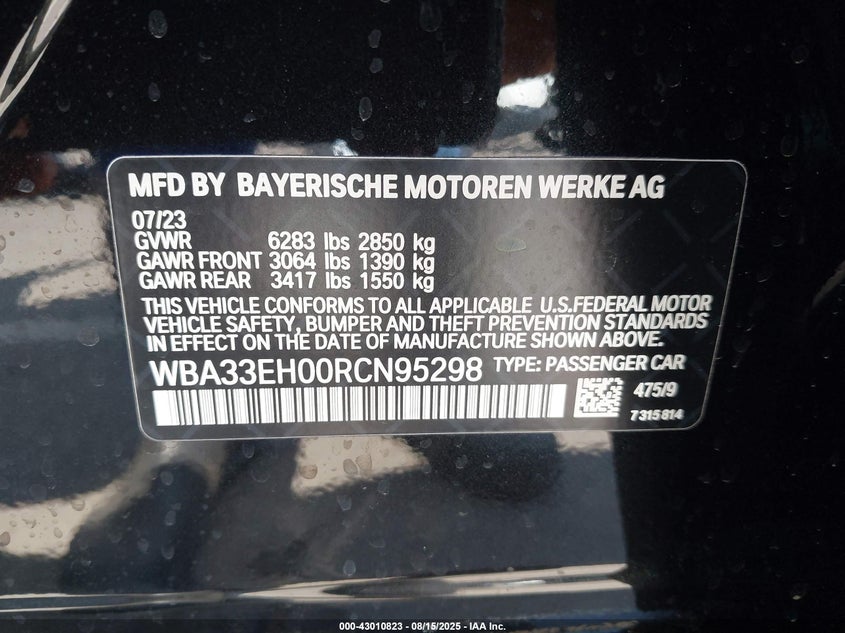 MFD BY BAYERISCHE MOTOREN WERKE AG
07/23
GVWR 6283 lbs 2850 kg
GAWR FRONT 3064 lbs 1390 kg
GAWR REAR 3417 lbs 1550 kg
THIS VEHICLE CONFORMS TO ALL APPLICABLE U.S.FEDERAL MOTOR
VEHICLE SAFETY, BUMPER AND THEFT PREVENTION STANDARDS
IN EFFECT ON THE DATE OF MANUFACTURE SHOWN ABOVE.
WBA33EH00RCN95298 TYPE: PASSENGER CAR
475/9
7 315 814
000-43010823 - 08/15/2025 - IAA Inc.